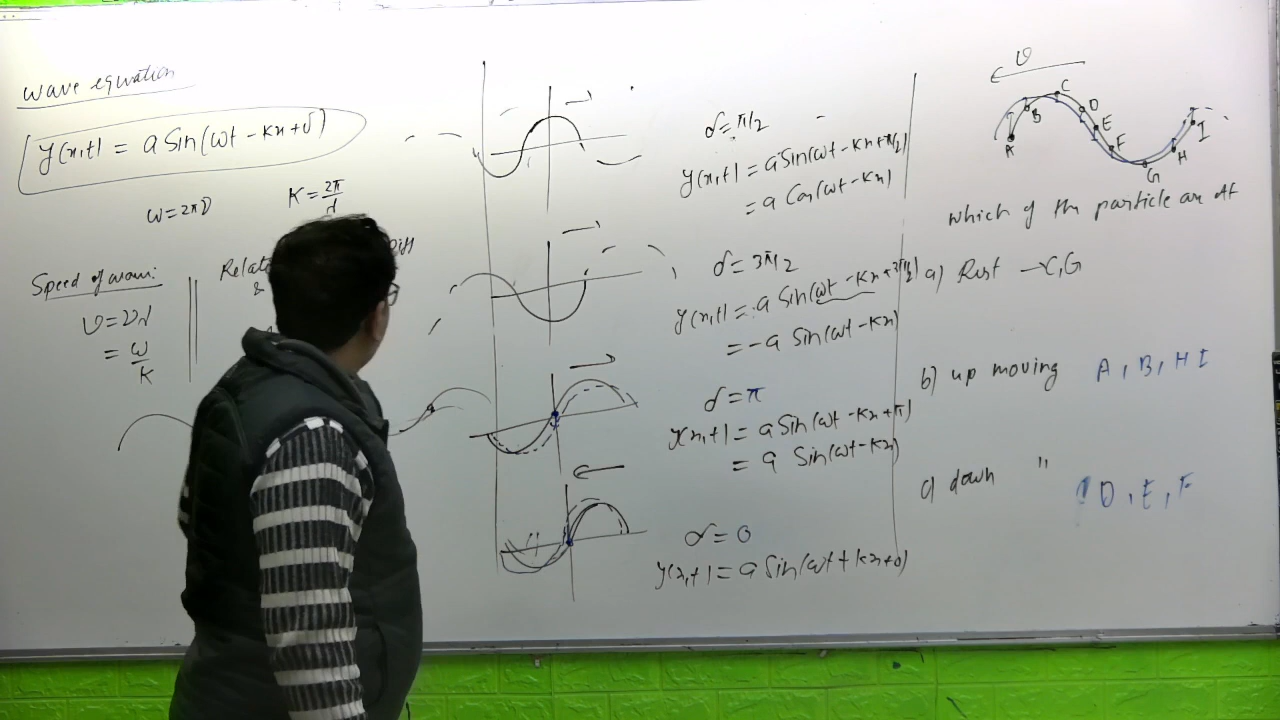 wave equation
y(x,t) = a Sin(ωt - Kx + δ)
ω = 2πν
K = 2π/λ
Speed of wave:
υ = νλ
= ω/K
Relat
&
Diff
δ = π/2
y(x,t) = a Sin(ωt - Kx + π/2)
= a Cos(ωt - Kx)
δ = 3π/2
y(x,t) = a Sin(ωt - Kx + 3π/2)
= -a Sin(ωt - Kx)
δ = π
y(x,t) = a Sin(ωt - Kx + π)
= a Sin(ωt - Kx)
δ = 0
y(x,t) = a Sin(ωt + Kx + 0)
υ
A B C D E F G H I
which of the particle are at
a) Rest → C, G
b) up moving A, B, H I
c) down " D, E, F